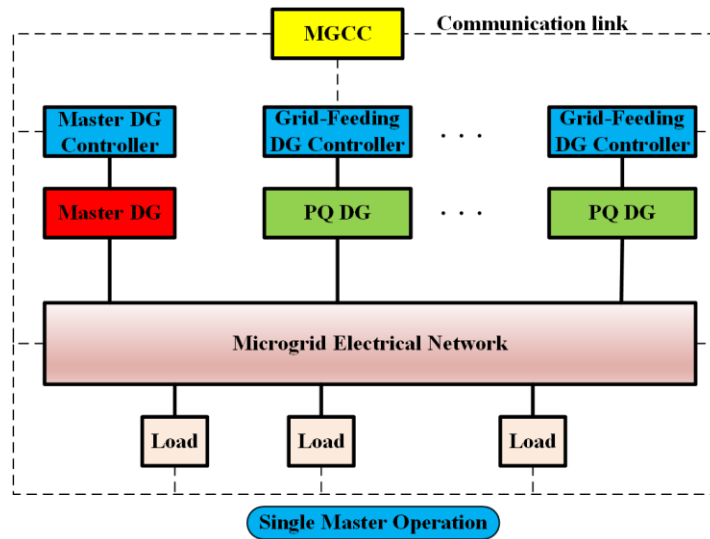 Communication link
MGCC
Master DG
Controller
Grid-Feeding
DG Controller
. . .
Grid-Feeding
DG Controller
Master DG
PQ DG
. . .
PQ DG
Microgrid Electrical Network
Load
Load
Load
Single Master Operation